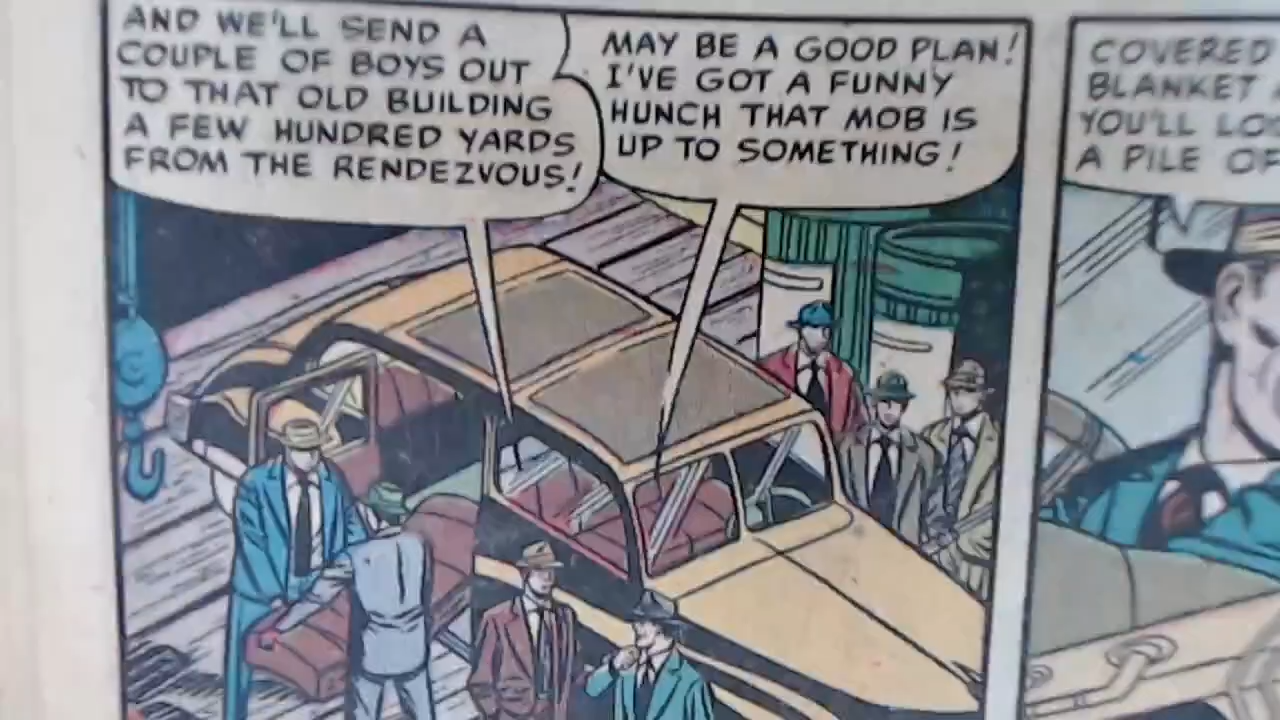 AND WE'LL SEND A
COUPLE OF BOYS OUT
TO THAT OLD BUILDING
A FEW HUNDRED YARDS
FROM THE RENDEZVOUS!
MAY BE A GOOD PLAN!
I'VE GOT A FUNNY
HUNCH THAT MOB IS
UP TO SOMETHING!
COVERED
BLANKET
YOU'LL
A PILE